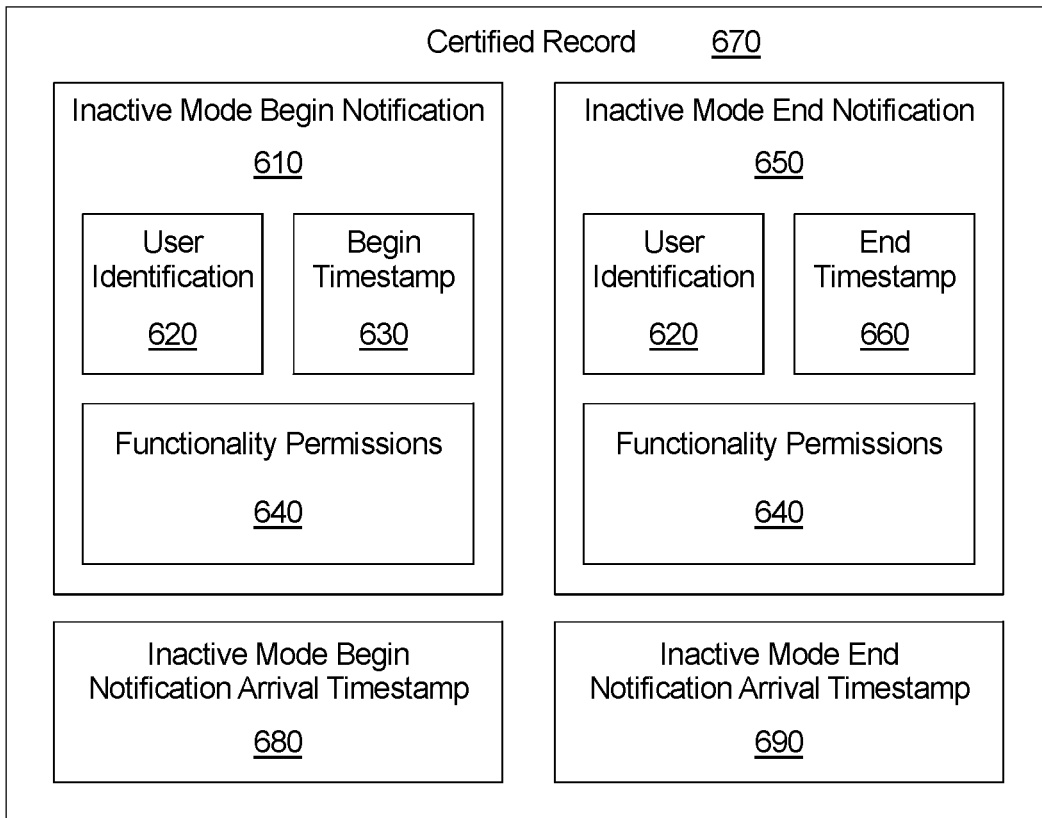 Certified Record 670
Inactive Mode Begin Notification
610
User
Identification
620
Begin
Timestamp
630
Functionality Permissions
640
Inactive Mode End Notification
650
User
Identification
620
End
Timestamp
660
Functionality Permissions
640
Inactive Mode Begin
Notification Arrival Timestamp
680
Inactive Mode End
Notification Arrival Timestamp
690